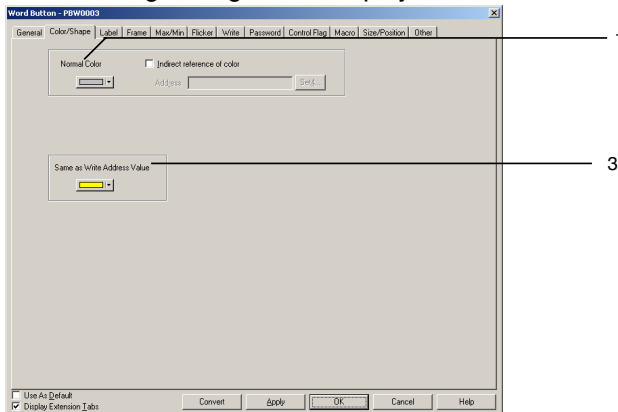 Word Button - PBW0003
General Color/Shape Label Frame Max/Min Flicker Write Password Control Flag Macro Size/Position Other
Normal Color Indirect reference of color
Address Set...
Same as Write Address Value
3
Use As Default
Display Extension Tabs
Convert Apply OK Cancel Help